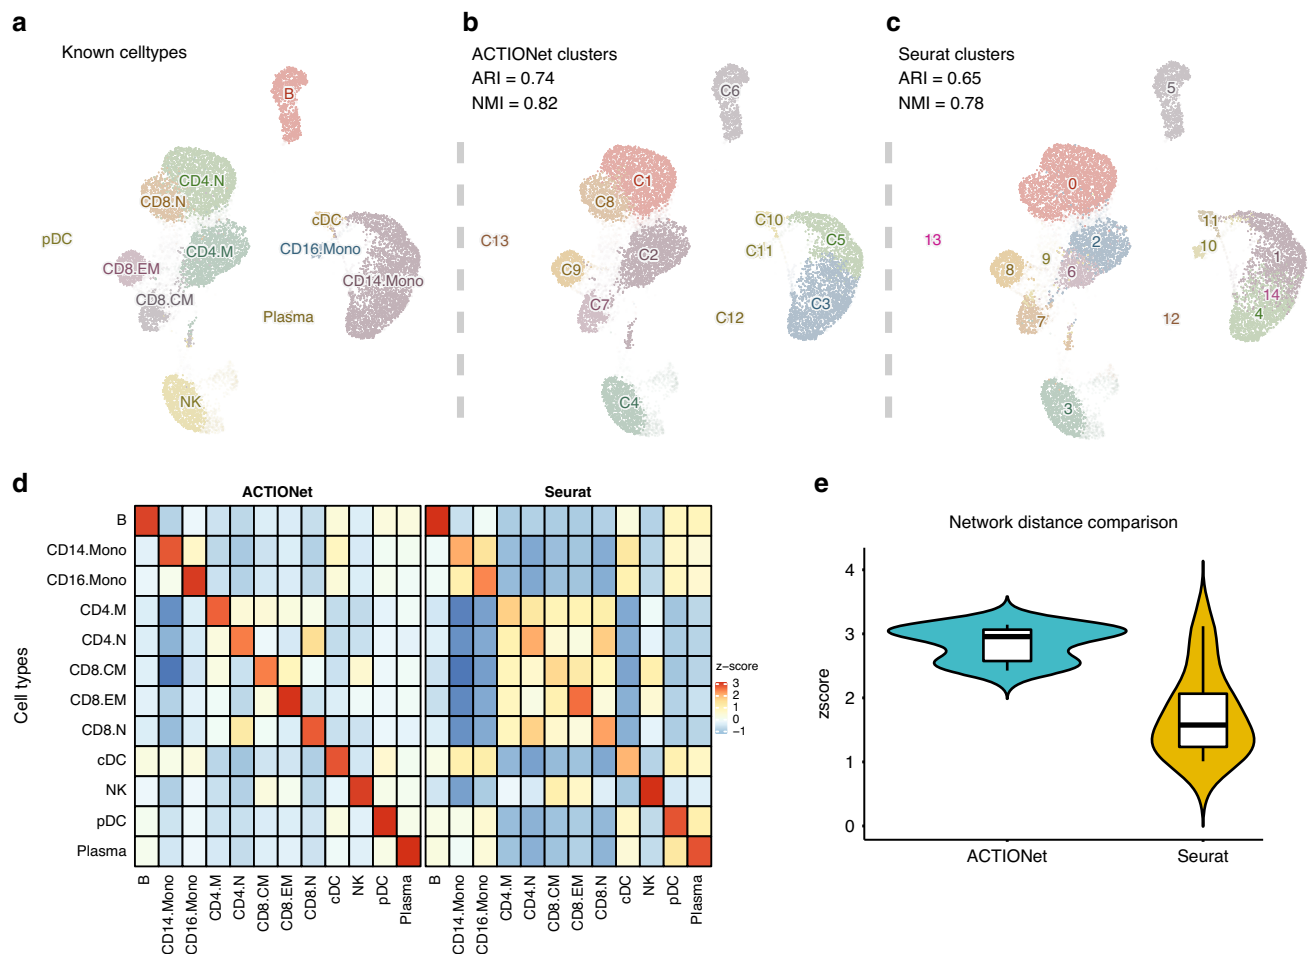 a
Known celltypes
B
CD4.N
CD8.N
pDC
CD4.M
CD8.EM
CD8.CM
cDC
CD16.Mono
CD14.Mono
Plasma
NK
b
ACTIONet clusters
ARI = 0.74
NMI = 0.82
C6
C1
C8
C13
C2
C9
C7
C10
C5
C11
C3
C12
C4
c
Seurat clusters
ARI = 0.65
NMI = 0.78
5
0
13
2
9
8
6
7
11
10
1
14
4
12
3
d
ACTIONet
Seurat
Cell types
B
CD14.Mono
CD16.Mono
CD4.M
CD4.N
CD8.CM
CD8.EM
CD8.N
cDC
NK
pDC
Plasma
B
CD14.Mono
CD16.Mono
CD4.M
CD4.N
CD8.CM
CD8.EM
CD8.N
cDC
NK
pDC
Plasma
B
CD14.Mono
CD16.Mono
CD4.M
CD4.N
CD8.CM
CD8.EM
CD8.N
cDC
NK
pDC
Plasma
z-score
3
2
1
0
−1
e
Network distance comparison
zscore
4
3
2
1
0
ACTIONet
Seurat